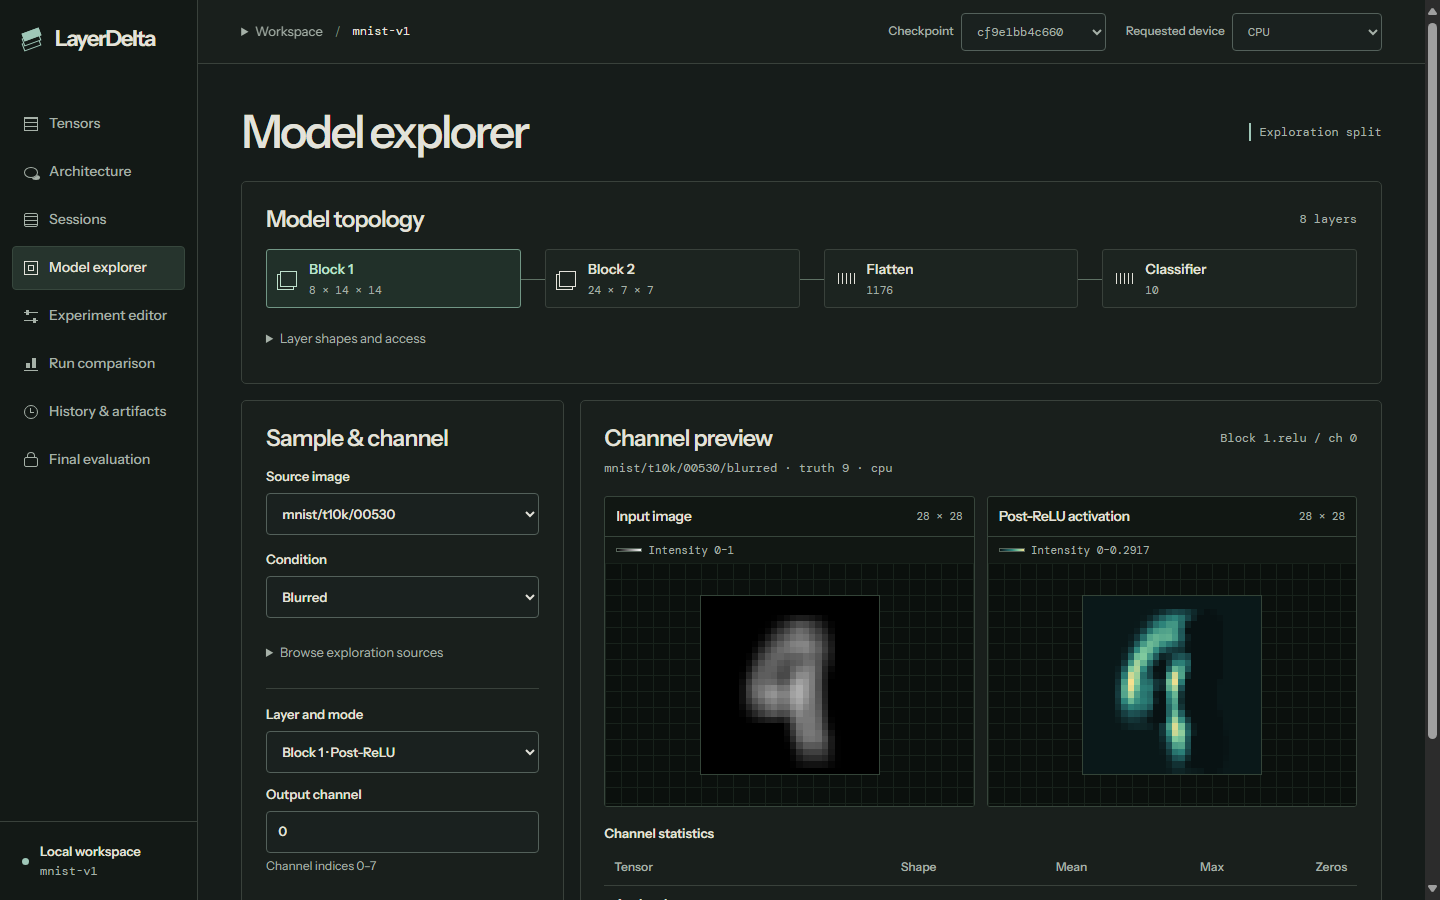 LayerDelta
Workspace / mnist-v1
Checkpoint cf9e1bb4c660 Requested device CPU
Tensors
Architecture
Sessions
Model explorer
Experiment editor
Run comparison
History & artifacts
Final evaluation
Local workspace
mnist-v1
Model explorer
Exploration split
Model topology
8 layers
Block 1
8 × 14 × 14
Block 2
24 × 7 × 7
Flatten
1176
Classifier
10
Layer shapes and access
Sample & channel
Source image
mnist/t10k/00530
Condition
Blurred
Browse exploration sources
Layer and mode
Block 1 · Post-ReLU
Output channel
0
Channel indices 0–7
Channel preview
Block 1.relu / ch 0
mnist/t10k/00530/blurred · truth 9 · cpu
Input image 28 × 28
Intensity 0–1
Post-ReLU activation 28 × 28
Intensity 0–0.2917
Channel statistics
Tensor Shape Mean Max Zeros